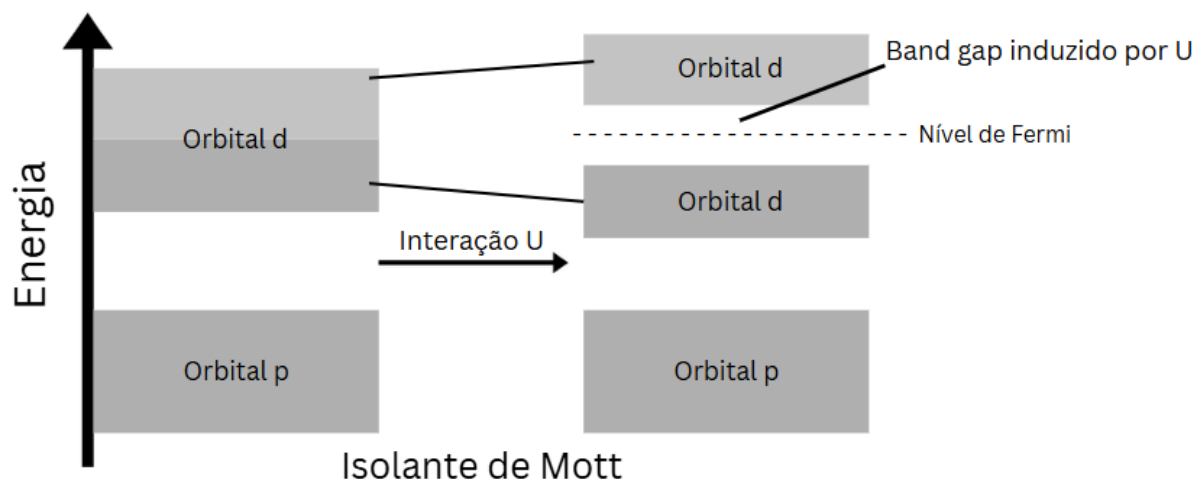 Energia
Orbital d
Orbital p
Interação U
Orbital d
Band gap induzido por U
Nível de Fermi
Orbital d
Orbital p
Isolante de Mott